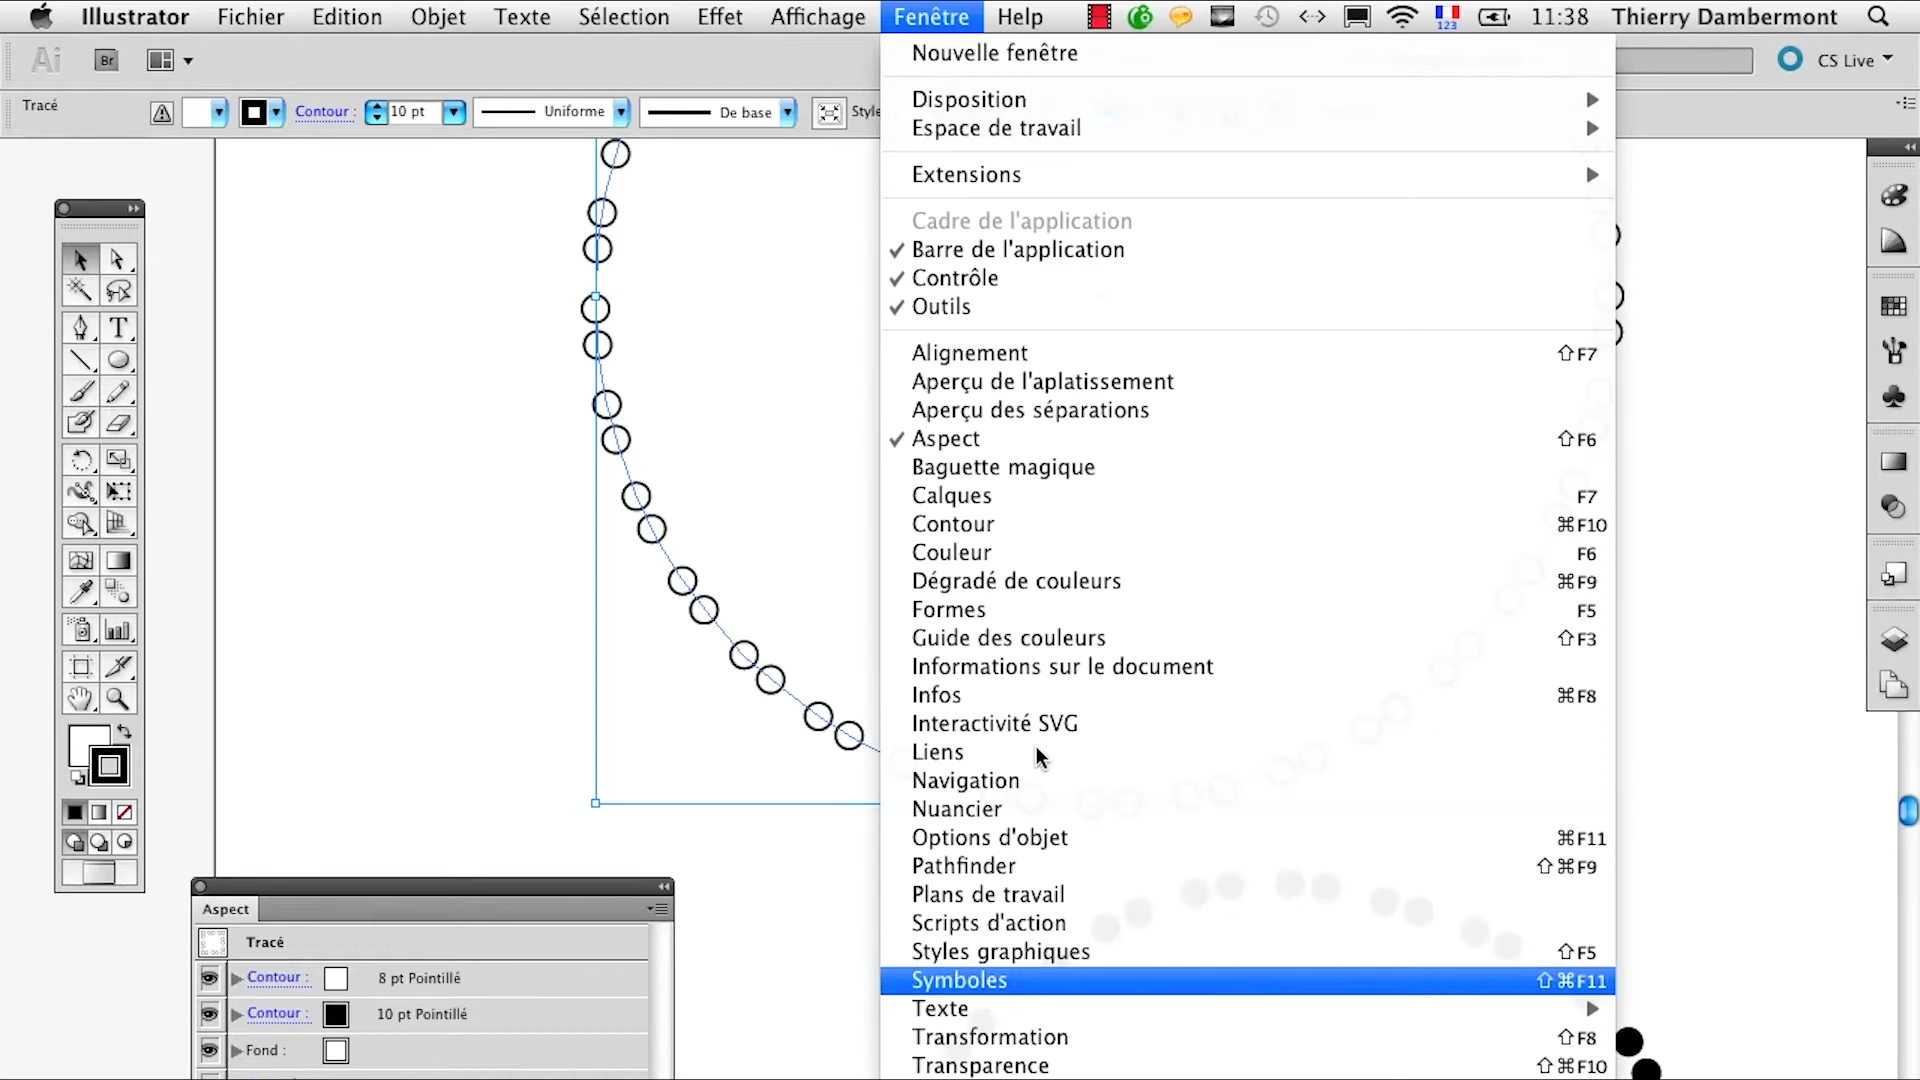 Illustrator Fichier Edition Objet Texte Sélection Effet Affichage Fenêtre Help 123 11:38 Thierry Dambermont
Ai Br CS Live
Tracé Contour : 10 pt Uniforme De base Style
Nouvelle fenêtre
Disposition
Espace de travail
Extensions
Cadre de l'application
Barre de l'application
Contrôle
Outils
Alignement ⇧F7
Aperçu de l'aplatissement
Aperçu des séparations
Aspect ⇧F6
Baguette magique
Calques F7
Contour ⌘F10
Couleur F6
Dégradé de couleurs ⌘F9
Formes F5
Guide des couleurs ⇧F3
Informations sur le document
Infos ⌘F8
Interactivité SVG
Liens
Navigation
Nuancier
Options d'objet ⌘F11
Pathfinder ⇧⌘F9
Plans de travail
Scripts d'action
Styles graphiques ⇧F5
Symboles ⇧⌘F11
Texte
Transformation ⇧F8
Transparence ⇧⌘F10
Aspect
Tracé
Contour : 8 pt Pointillé
Contour : 10 pt Pointillé
Fond :